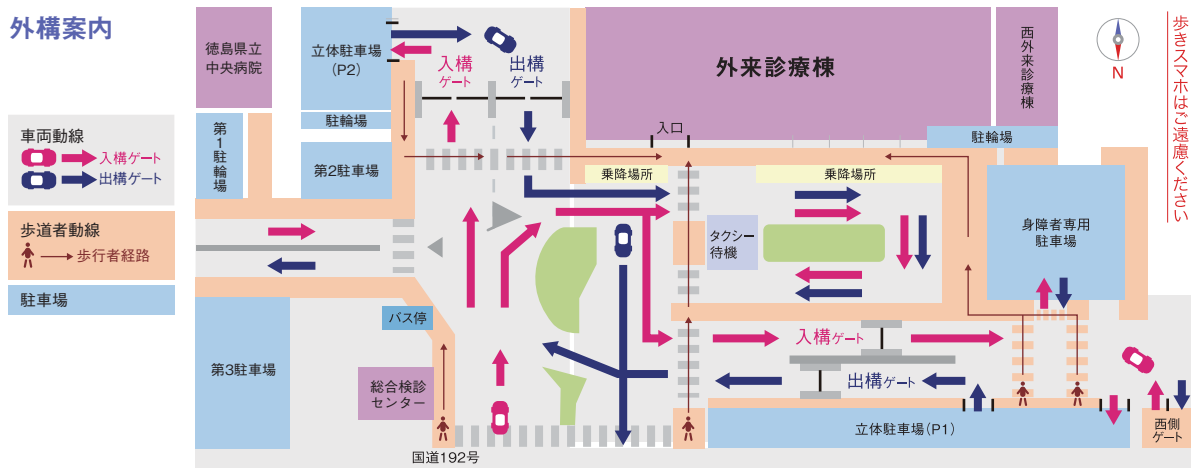 外構案内
車両動線
入構ゲート
出構ゲート
歩道者動線
歩行者経路
駐車場
徳島県立
中央病院
立体駐車場
(P2)
入構
ゲート
出構
ゲート
外来診療棟
西外来診療棟
N
歩きスマホはご遠慮ください
第1駐輪場
駐輪場
第2駐車場
入口
駐輪場
乗降場所
乗降場所
タクシー
待機
身障者専用
駐車場
バス停
第3駐車場
総合検診
センター
入構ゲート
出構ゲート
立体駐車場(P1)
西側
ゲート
国道192号